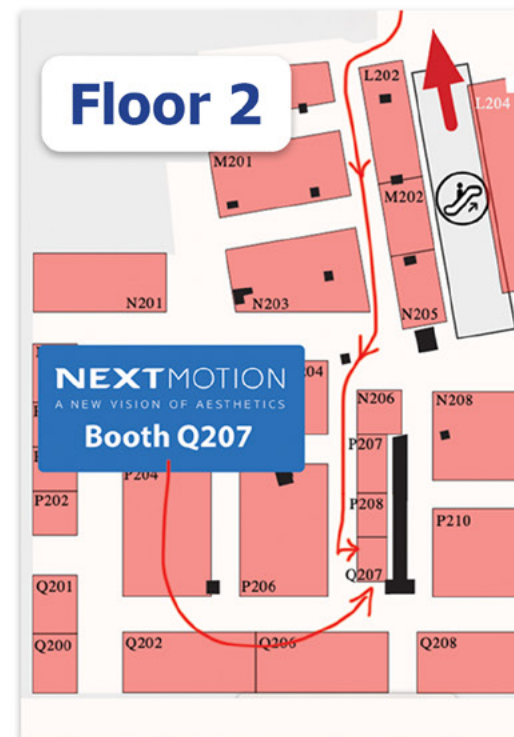 Floor 2
L202
L204
M201
M202
N201
N203
N205
NEXTMOTION
A NEW VISION OF AESTHETICS
Booth Q207
N206
N208
P207
P204
P202
P208
P210
P206
Q207
Q201
Q200
Q202
Q206
Q208